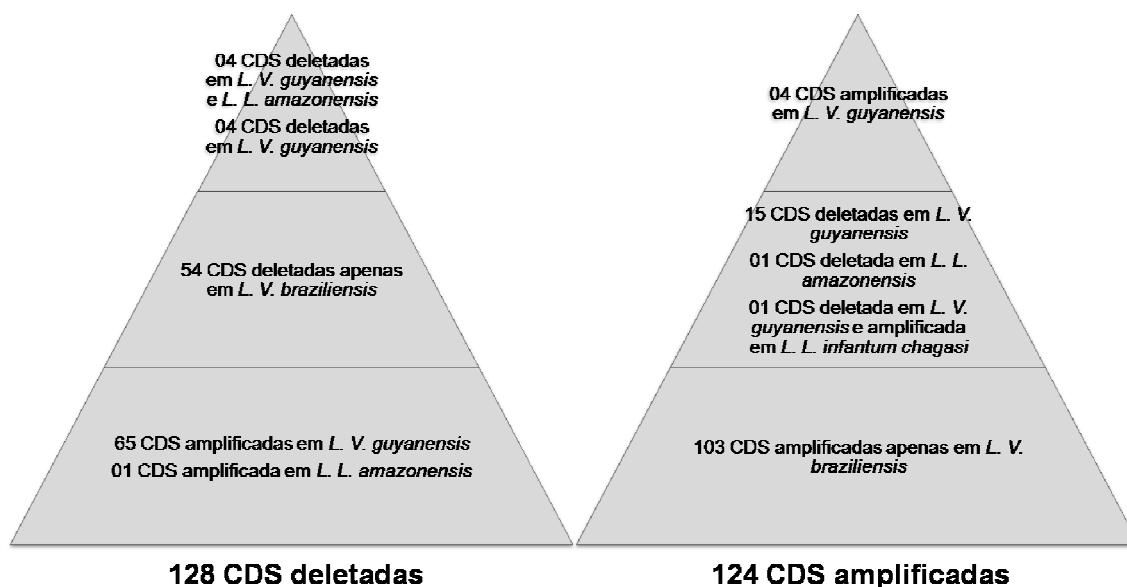 04 CDS deletadas
em L. V. guyanensis
e L. L. amazonensis
04 CDS deletadas
em L. V. guyanensis
54 CDS deletadas apenas
em L. V. braziliensis
65 CDS amplificadas em L. V. guyanensis
01 CDS amplificada em L. L. amazonensis
128 CDS deletadas
04 CDS amplificadas
em L. V. guyanensis
15 CDS deletadas em L. V.
guyanensis
01 CDS deletada em L. L.
amazonensis
01 CDS deletada em L. V.
guyanensis e amplificada
em L. L. infantum chagasi
103 CDS amplificadas apenas em L. V.
braziliensis
124 CDS amplificadas